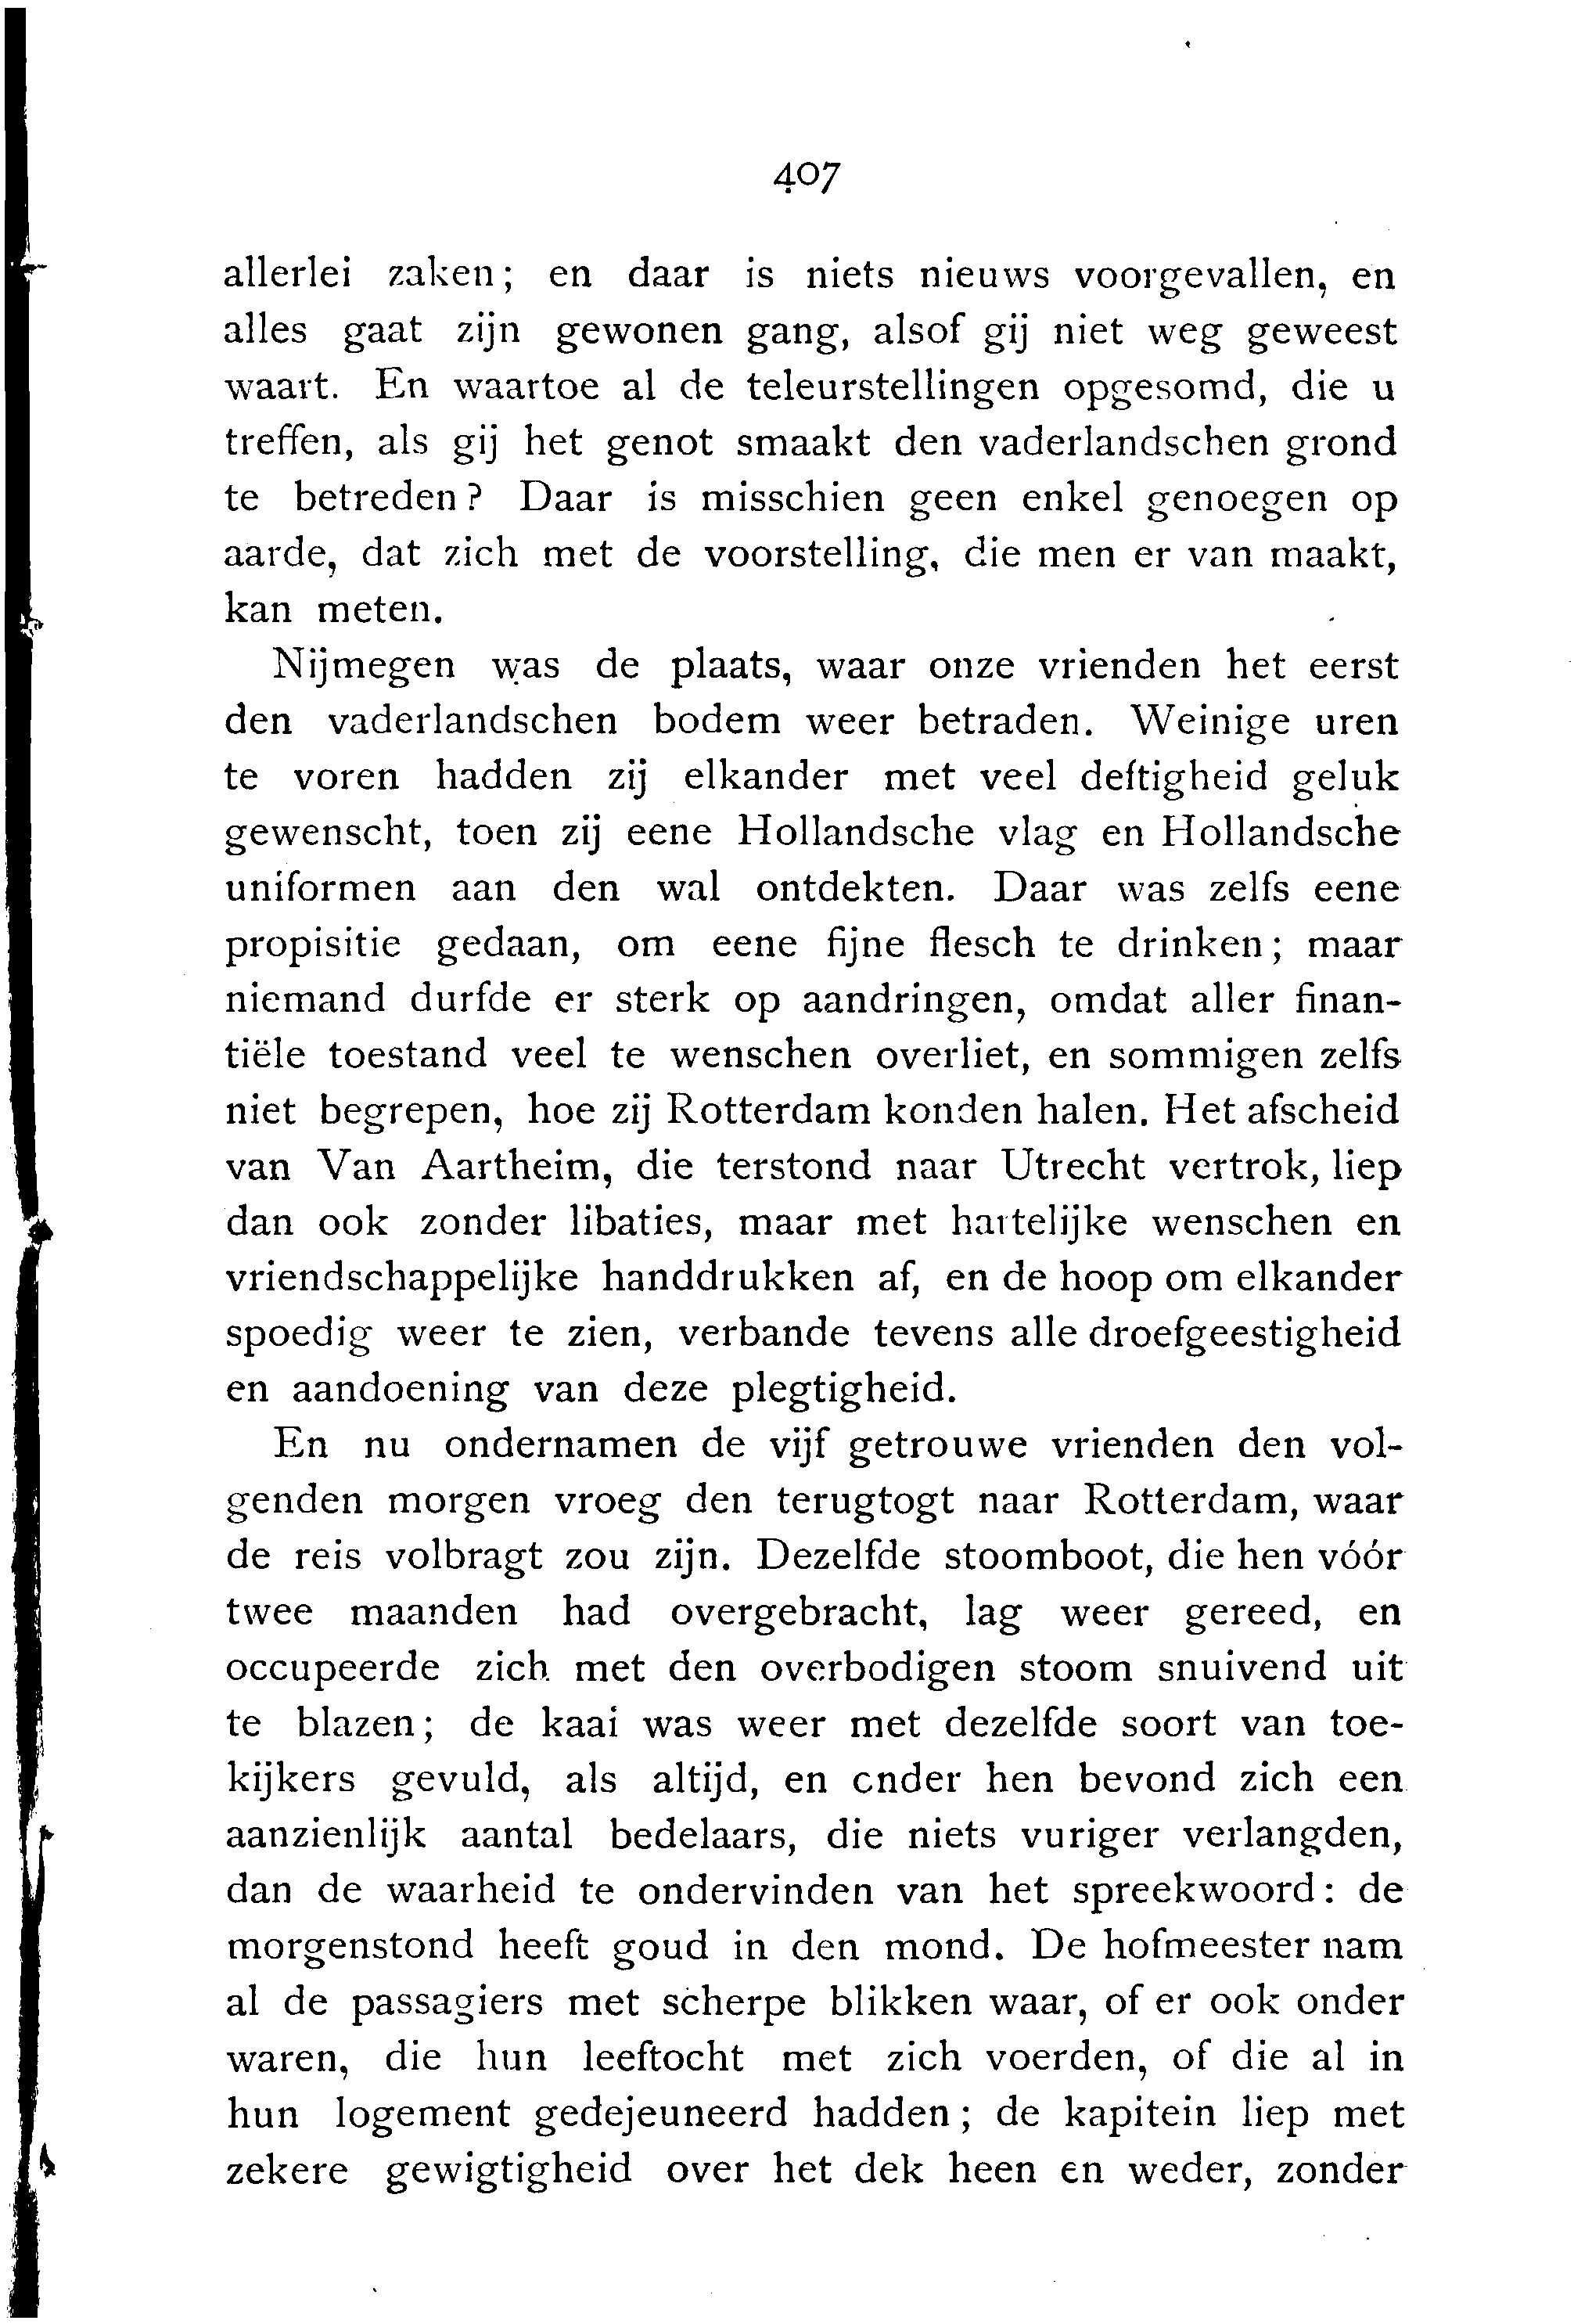 407
allerlei zaken; en daar is niets nieuws voorgevallen, en
alles gaat zijn gewonen gang, alsof gij niet weg geweest
waart. En waartoe al de teleurstellingen opgesomd, die u
treffen, als gij het genot smaakt den vaderlandschen grond
te betreden? Daar is misschien geen enkel genoegen op
aarde, dat zich met de voorstelling, die men er van maakt,
kan meten.
Nijmegen was de plaats, waar onze vrienden het eerst
den vaderlandschen bodem weer betraden. Weinige uren
te voren hadden zij elkander met veel deftigheid geluk
gewenscht, toen zij eene Hollandsche vlag en Hollandsche
uniformen aan den wal ontdekten. Daar was zelfs eene
propisitie gedaan, om eene fijne flesch te drinken; maar
niemand durfde er sterk op aandringen, omdat aller finan-
tiële toestand veel te wenschen overliet, en sommigen zelfs
niet begrepen, hoe zij Rotterdam konden halen. Het afscheid
van Van Aartheim, die terstond naar Utrecht vertrok, liep
dan ook zonder libaties, maar met hartelijke wenschen en
vriendschappelijke handdrukken af, en de hoop om elkander
spoedig weer te zien, verbande tevens alle droefgeestigheid
en aandoening van deze plegtigheid.
En nu ondernamen de vijf getrouwe vrienden den vol-
genden morgen vroeg den terugtogt naar Rotterdam, waar
de reis volbragt zou zijn. Dezelfde stoomboot, die hen vóór
twee maanden had overgebracht, lag weer gereed, en
occupeerde zich met den overbodigen stoom snuivend uit
te blazen; de kaai was weer met dezelfde soort van toe-
kijkers gevuld, als altijd, en cnder hen bevond zich een
aanzienlijk aantal bedelaars, die niets vuriger verlangden,
dan de waarheid te ondervinden van het spreekwoord: de
morgenstond heeft goud in den mond. De hofmeester nam
al de passagiers met scherpe blikken waar, of er ook onder
waren, die hun leeftocht met zich voerden, of die al in
hun logement gedejeuneerd hadden; de kapitein liep met
zekere gewigtigheid over het dek heen en weder, zonder